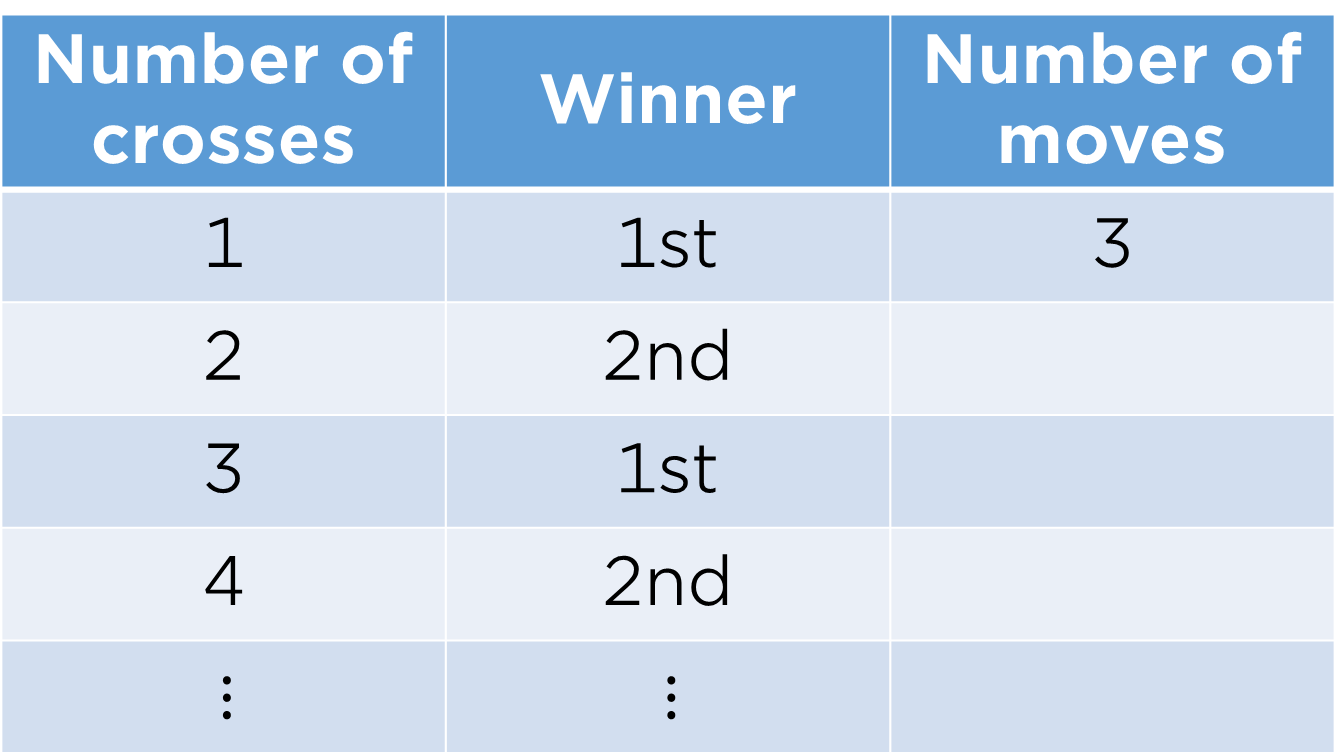 Number of crosses
Winner
Number of moves
1 1st 3
2 2nd
3 1st
4 2nd
⋮ ⋮